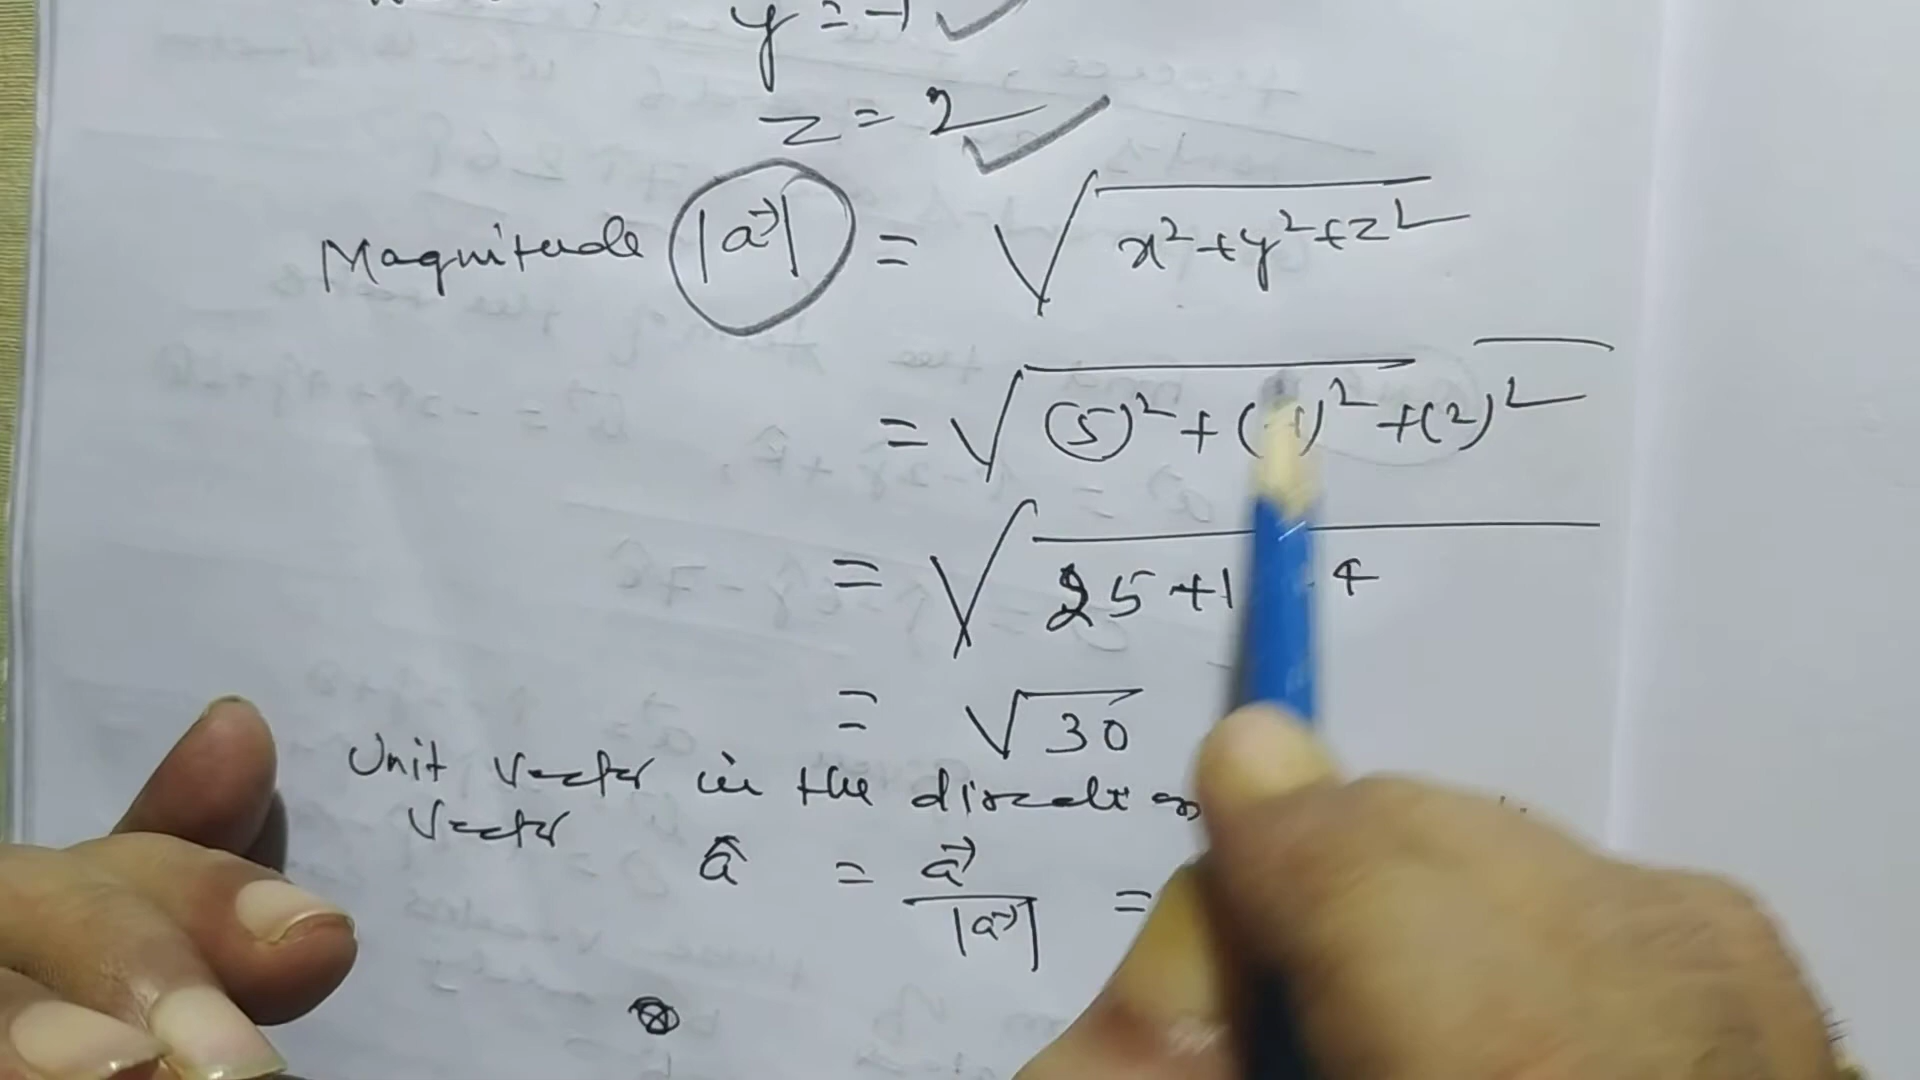 y = -1
z = 2
Magnitude |a→| = √x²+y²+z²
= √(5)²+(-1)²+(2)²
= √25+1 4
= √30
Unit vector in the direction
vector â = a→/|a→| =